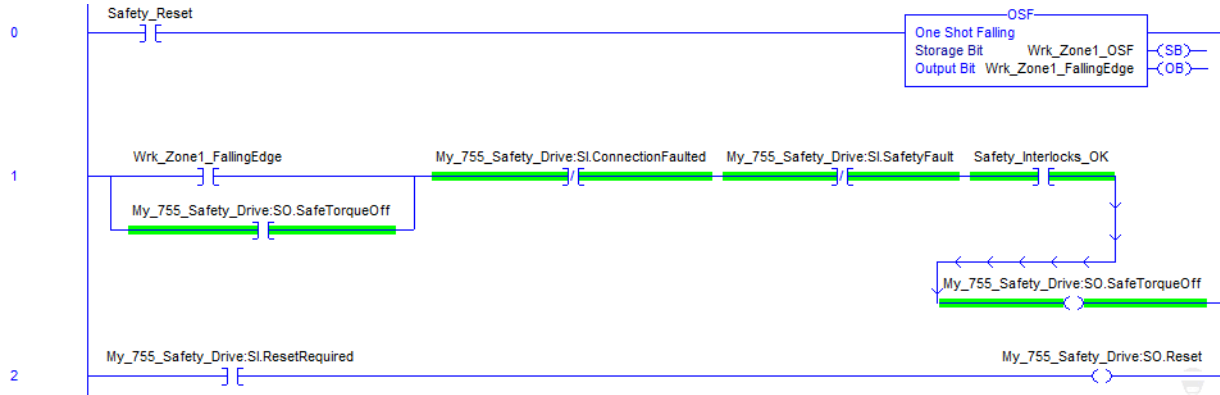 Safety_Reset
0
OSF
One Shot Falling
Storage Bit Wrk_Zone1_OSF
SB
Output Bit Wrk_Zone1_FallingEdge
OB
Wrk_Zone1_FallingEdge
My_755_Safety_Drive:SI.ConnectionFaulted
My_755_Safety_Drive:SI.SafetyFault
Safety_Interlocks_OK
1
My_755_Safety_Drive:SO.SafeTorqueOff
My_755_Safety_Drive:SO.SafeTorqueOff
My_755_Safety_Drive:SI.ResetRequired
My_755_Safety_Drive:SO.Reset
2